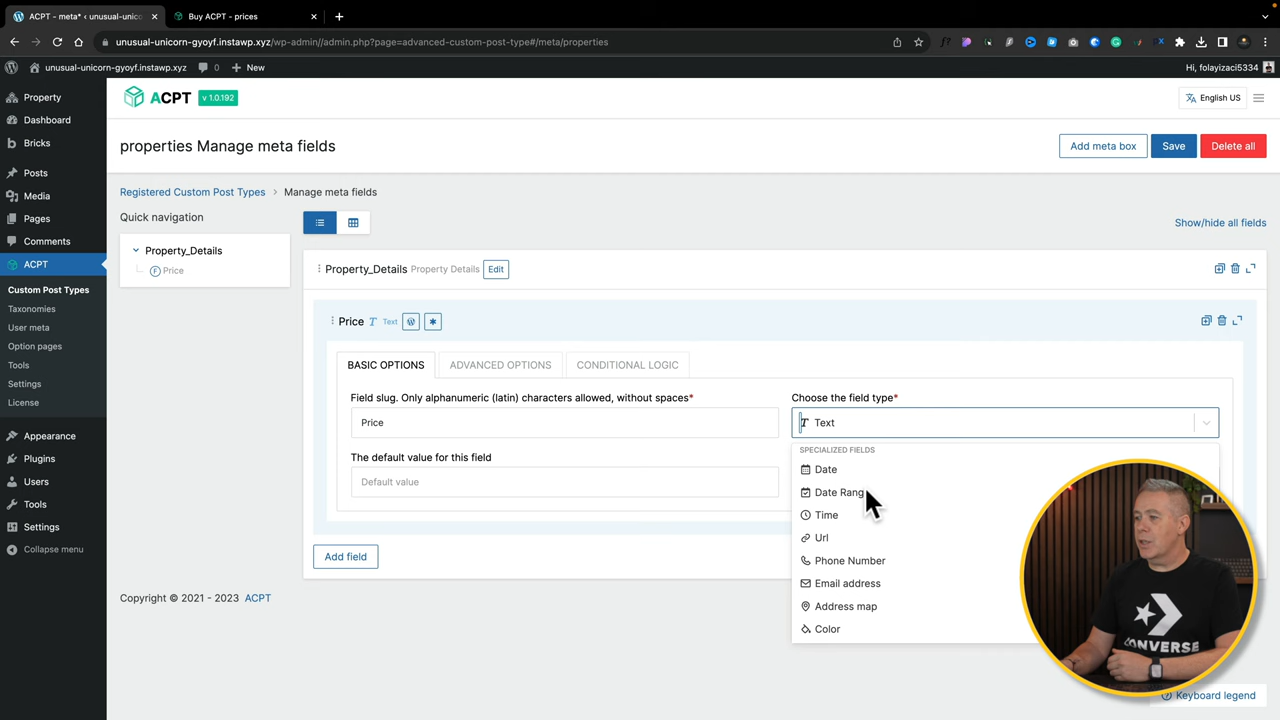 ACPT - meta* ‹ unusual-unico
Buy ACPT - prices
unusual-unicorn-gyoyf.instawp.xyz/wp-admin//admin.php?page=advanced-custom-post-type#/meta/properties
unusual-unicorn-gyoyf.instawp.xyz 0 New Hi, folayizaci5334
Property
Dashboard
Bricks
Posts
Media
Pages
Comments
ACPT
Custom Post Types
Taxonomies
User meta
Option pages
Tools
Settings
License
Appearance
Plugins
Users
Tools
Settings
Collapse menu
ACPT v 1.0.192 English US
properties Manage meta fields
Add meta box Save Delete all
Registered Custom Post Types > Manage meta fields
Quick navigation
Property_Details
F Price
Show/hide all fields
Property_Details Property Details Edit
Price T Text
BASIC OPTIONS ADVANCED OPTIONS CONDITIONAL LOGIC
Field slug. Only alphanumeric (latin) characters allowed, without spaces*
Price
The default value for this field
Default value
Choose the field type*
T Text
SPECIALIZED FIELDS
Date
Date Rang
Time
Url
Phone Number
Email address
Address map
Color
Add field
Copyright © 2021 - 2023 ACPT
CONVERSE
Keyboard legend